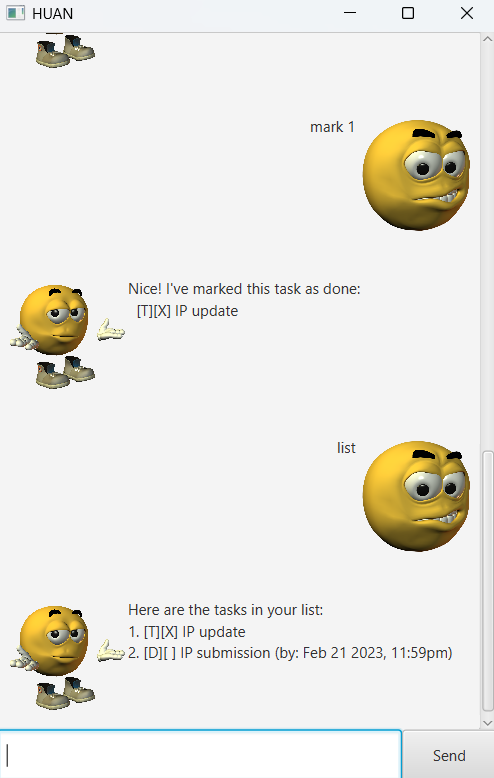 HUAN
mark 1
Nice! I've marked this task as done:
[T][X] IP update
list
Here are the tasks in your list:
1. [T][X] IP update
2. [D][ ] IP submission (by: Feb 21 2023, 11:59pm)
Send